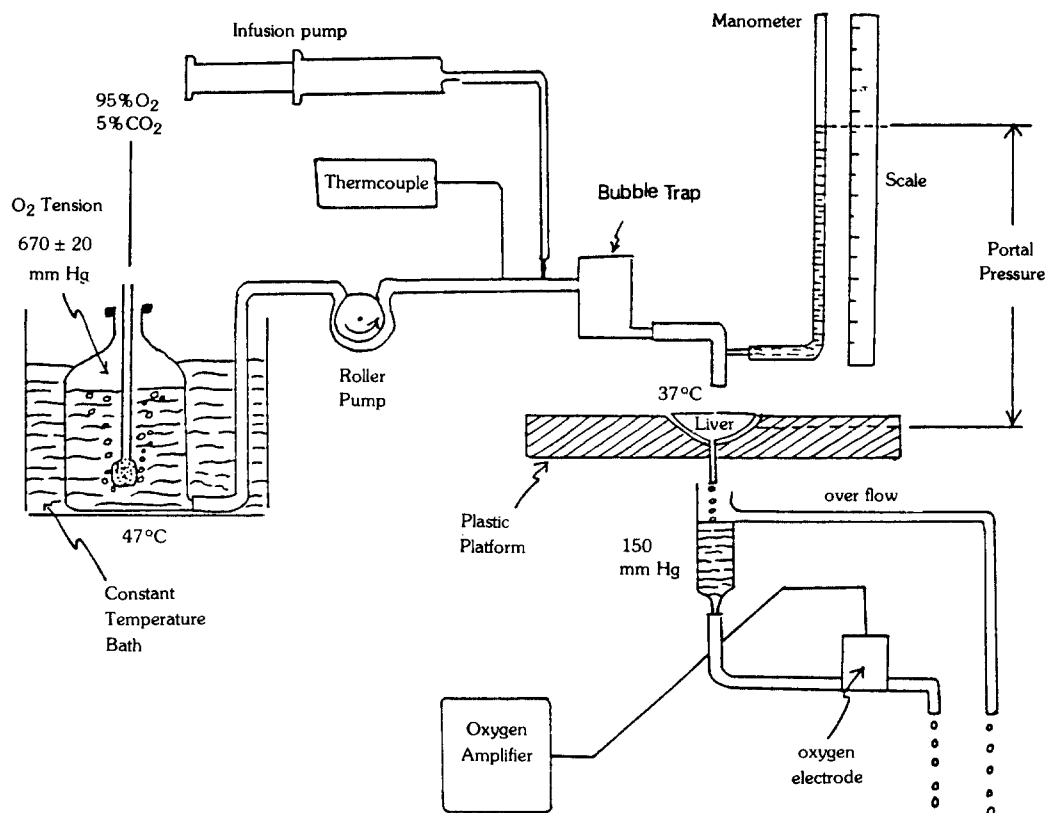 Manometer
Infusion pump
95%O2
5%CO2
Thermcouple
Bubble Trap
Scale
O2 Tension
670 ± 20
mm Hg
Portal
Pressure
Roller
Pump
37°C
Liver
over flow
Plastic
Platform
150
mm Hg
47°C
Constant
Temperature
Bath
Oxygen
Amplifier
oxygen
electrode